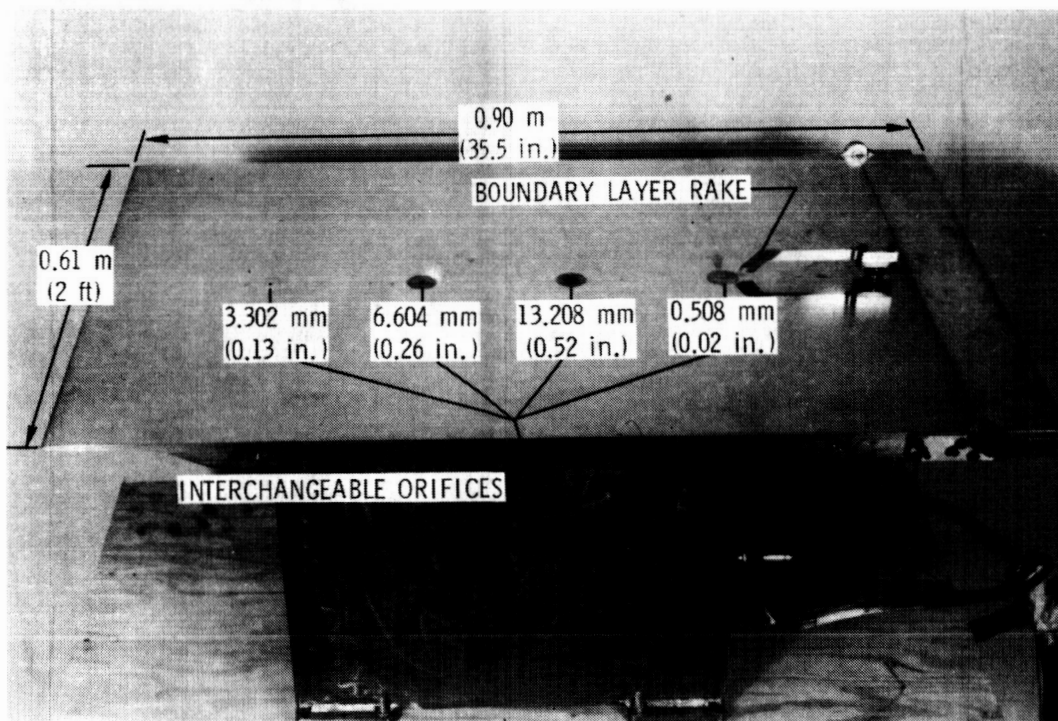 0.90 m
(35.5 in.)
BOUNDARY LAYER RAKE
0.61 m
(2 ft)
3.302 mm
(0.13 in.)
6.604 mm
(0.26 in.)
13.208 mm
(0.52 in.)
0.508 mm
(0.02 in.)
INTERCHANGEABLE ORIFICES